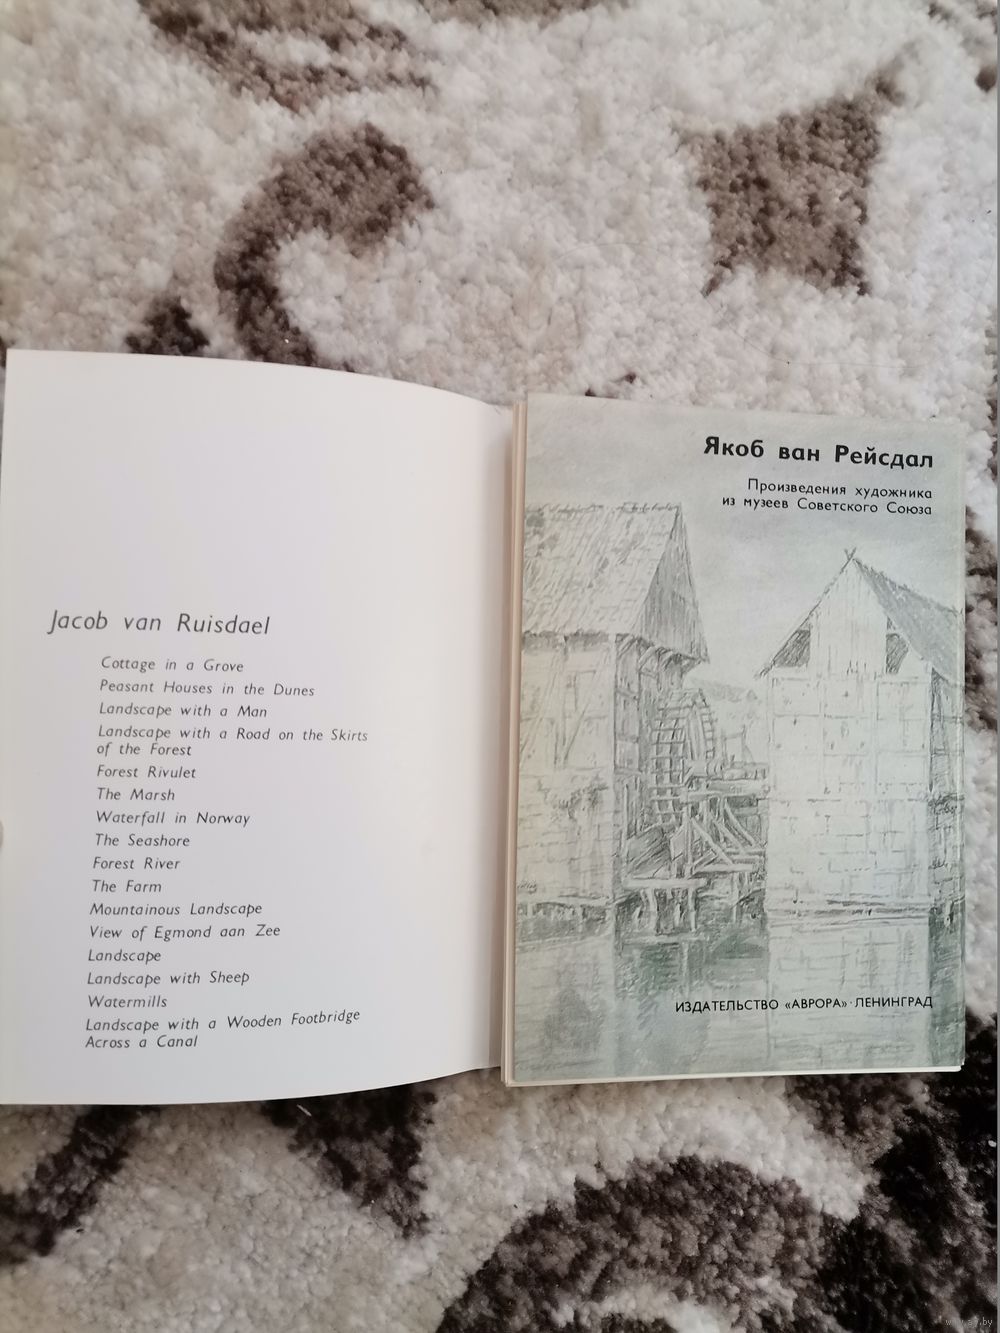 Jacob van Ruisdael
Cottage in a Grove
Peasant Houses in the Dunes
Landscape with a Man
Landscape with a Road on the Skirts
of the Forest
Forest Rivulet
The Marsh
Waterfall in Norway
The Seashore
Forest River
The Farm
Mountainous Landscape
View of Egmond aan Zee
Landscape
Landscape with Sheep
Watermills
Landscape with a Wooden Footbridge
Across a Canal
Якоб ван Рейсдал
Произведения художника
из музеев Советского Союза
ИЗДАТЕЛЬСТВО «АВРОРА»·ЛЕНИНГРАД